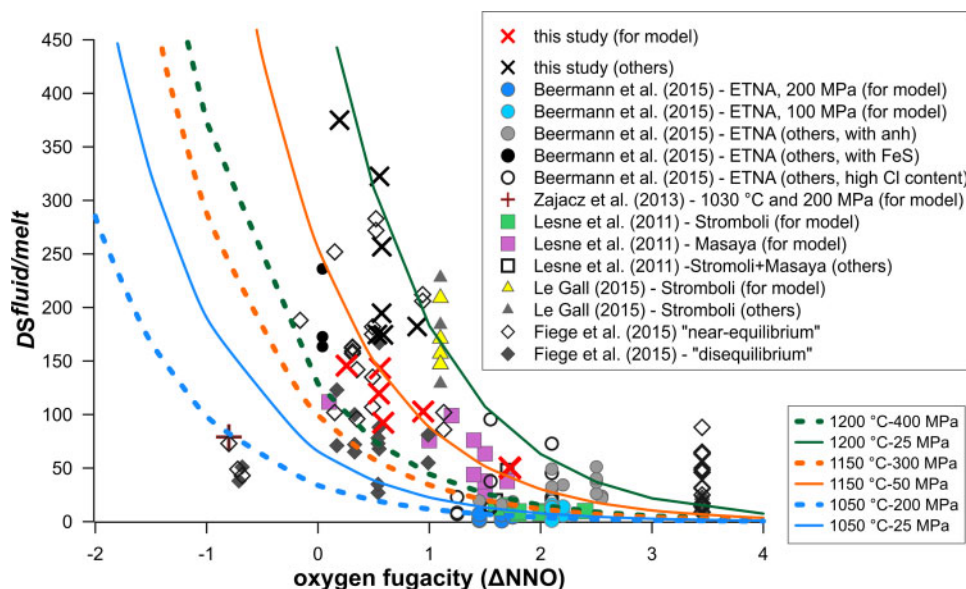 450
400
350
300
250
200
150
100
50
0
DSfluid/melt
-2 -1 0 1 2 3 4
oxygen fugacity (ΔNNO)
this study (for model)
this study (others)
Beermann et al. (2015) - ETNA, 200 MPa (for model)
Beermann et al. (2015) - ETNA, 100 MPa (for model)
Beermann et al. (2015) - ETNA (others, with anh)
Beermann et al. (2015) - ETNA (others, with FeS)
Beermann et al. (2015) - ETNA (others, high Cl content)
Zajacz et al. (2013) - 1030 °C and 200 MPa (for model)
Lesne et al. (2011) - Stromboli (for model)
Lesne et al. (2011) - Masaya (for model)
Lesne et al. (2011) -Stromoli+Masaya (others)
Le Gall (2015) - Stromboli (for model)
Le Gall (2015) - Stromboli (others)
Fiege et al. (2015) "near-equilibrium"
Fiege et al. (2015) - "disequilibrium"
1200 °C-400 MPa
1200 °C-25 MPa
1150 °C-300 MPa
1150 °C-50 MPa
1050 °C-200 MPa
1050 °C-25 MPa